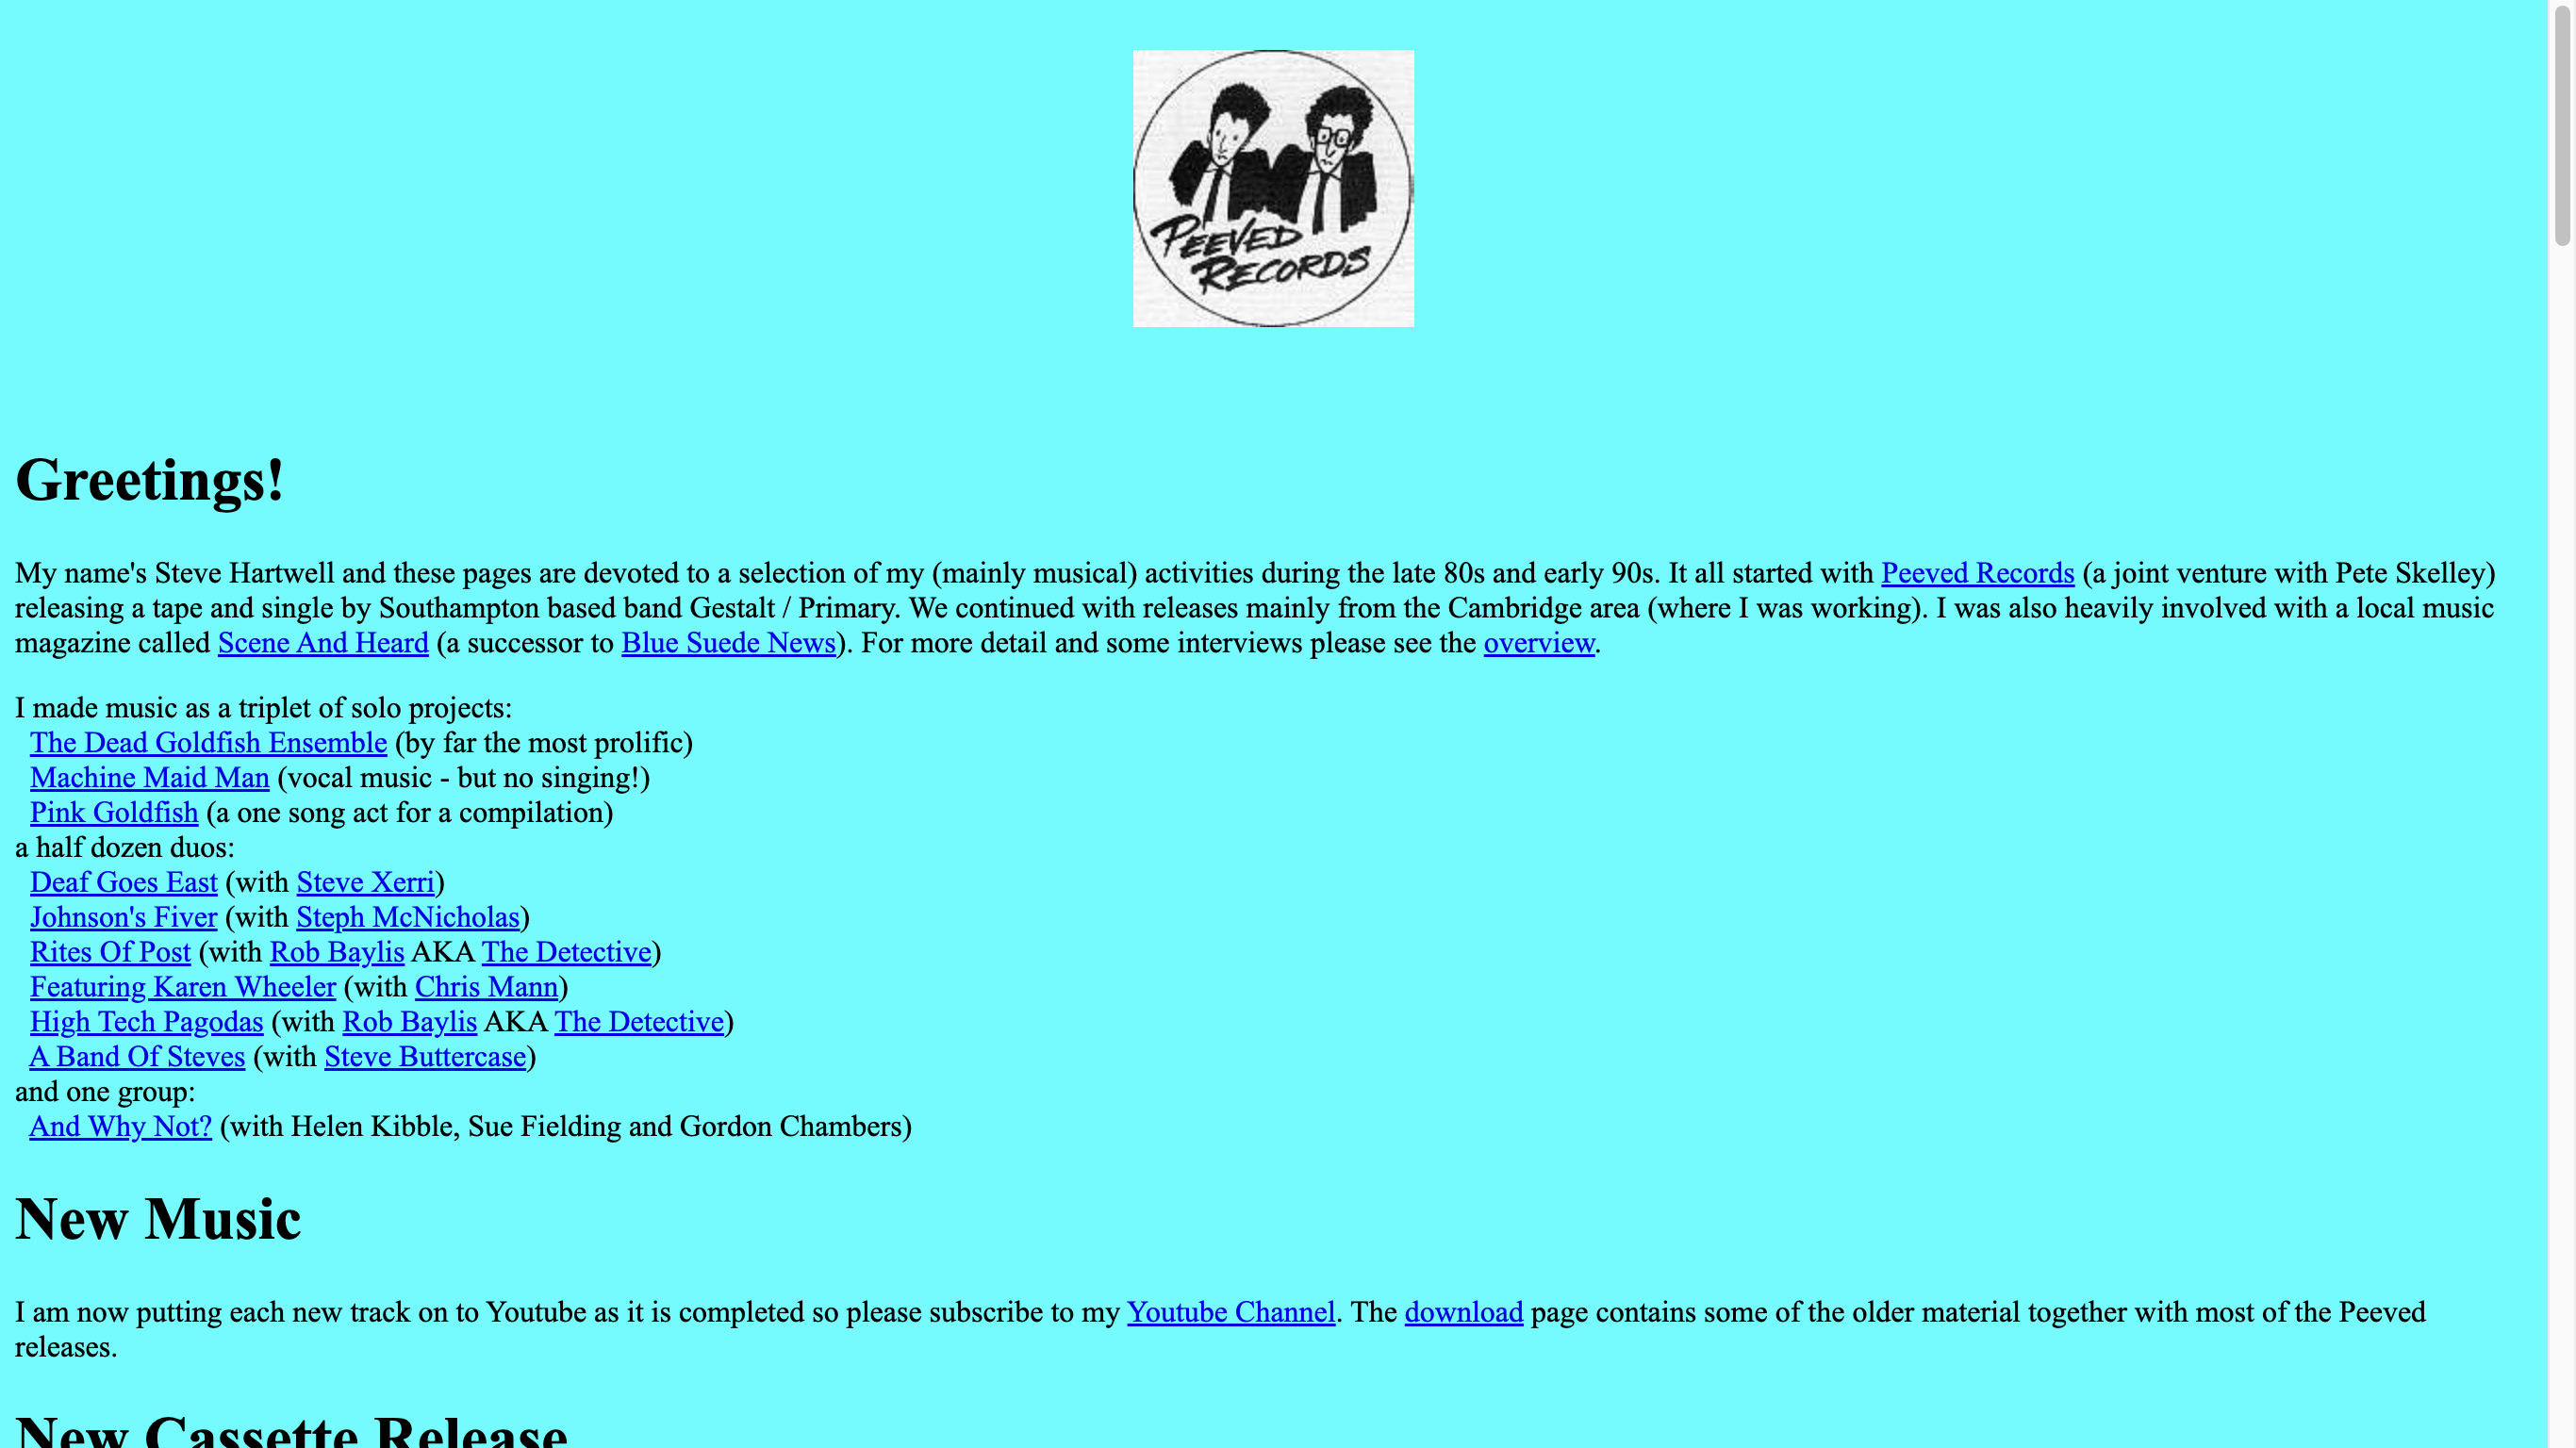 PEEVED
RECORDS
Greetings!
My name's Steve Hartwell and these pages are devoted to a selection of my (mainly musical) activities during the late 80s and early 90s. It all started with Peeved Records (a joint venture with Pete Skelley)
releasing a tape and single by Southampton based band Gestalt / Primary. We continued with releases mainly from the Cambridge area (where I was working). I was also heavily involved with a local music
magazine called Scene And Heard (a successor to Blue Suede News). For more detail and some interviews please see the overview.
I made music as a triplet of solo projects:
The Dead Goldfish Ensemble (by far the most prolific)
Machine Maid Man (vocal music - but no singing!)
Pink Goldfish (a one song act for a compilation)
a half dozen duos:
Deaf Goes East (with Steve Xerri)
Johnson's Fiver (with Steph McNicholas)
Rites Of Post (with Rob Baylis AKA The Detective)
Featuring Karen Wheeler (with Chris Mann)
High Tech Pagodas (with Rob Baylis AKA The Detective)
A Band Of Steves (with Steve Buttercase)
and one group:
And Why Not? (with Helen Kibble, Sue Fielding and Gordon Chambers)
New Music
I am now putting each new track on to Youtube as it is completed so please subscribe to my Youtube Channel. The download page contains some of the older material together with most of the Peeved
releases.
New Cassette Release